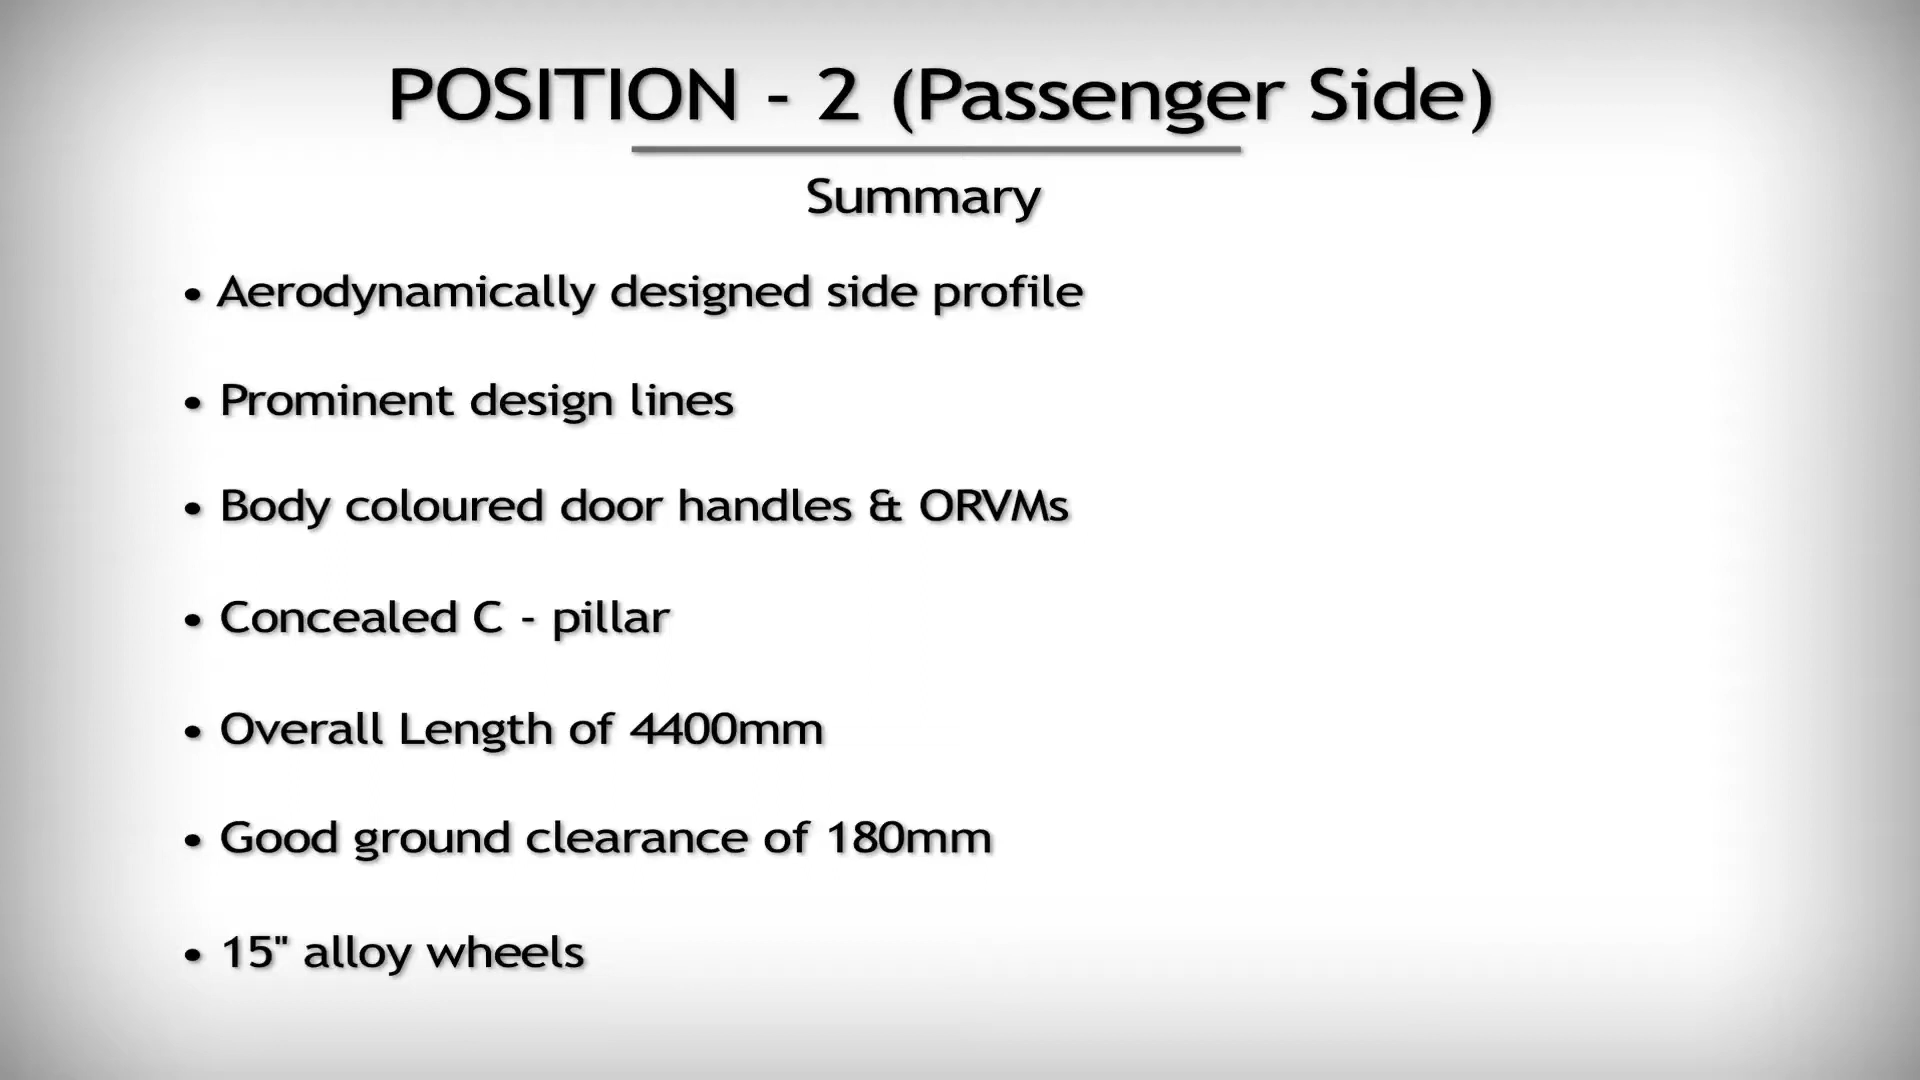 POSITION - 2 (Passenger Side)
Summary
• Aerodynamically designed side profile
• Prominent design lines
• Body coloured door handles & ORVMs
• Concealed C - pillar
• Overall Length of 4400mm
• Good ground clearance of 180mm
• 15" alloy wheels